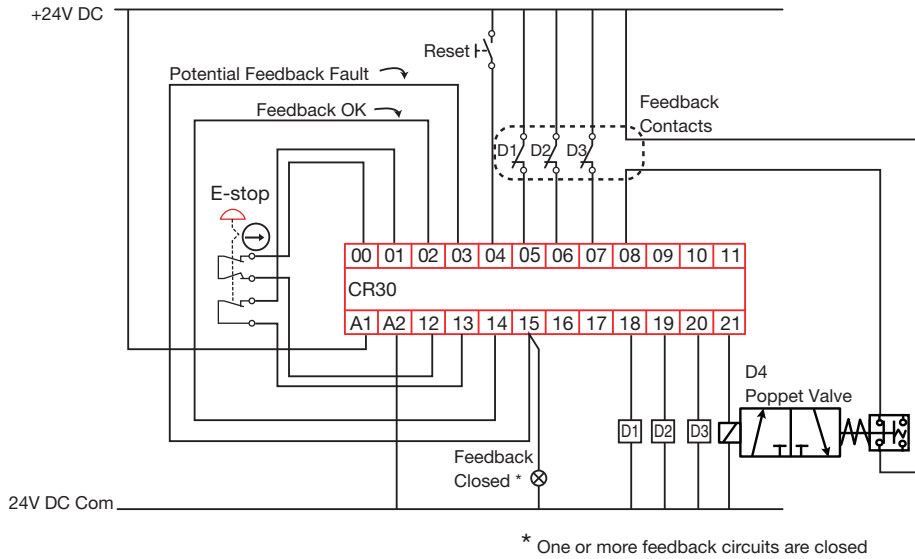 +24V DC
Reset
Potential Feedback Fault
Feedback OK
Feedback
Contacts
D1 D2 D3
E-stop
00 01 02 03 04 05 06 07 08 09 10 11
CR30
A1 A2 12 13 14 15 16 17 18 19 20 21
D4
Poppet Valve
D1 D2 D3
Feedback
Closed *
24V DC Com
* One or more feedback circuits are closed